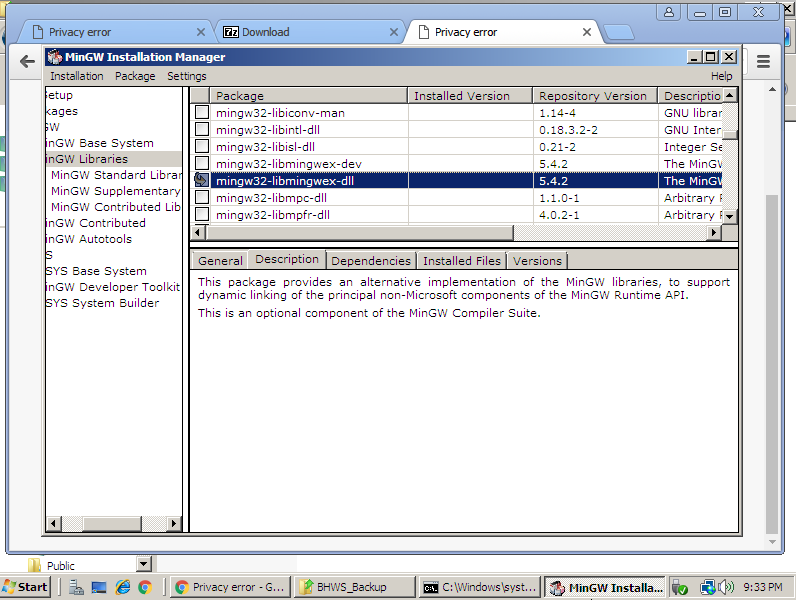 Privacy error
Download
Privacy error
MinGW Installation Manager
Installation Package Settings Help
Package Installed Version Repository Version Descriptio
mingw32-libiconv-man 1.14-4 GNU librar
mingw32-libintl-dll 0.18.3.2-2 GNU Inter
mingw32-libisl-dll 0.21-2 Integer Se
mingw32-libmingwex-dev 5.4.2 The MinGW
mingw32-libmingwex-dll 5.4.2 The MinGW
mingw32-libmpc-dll 1.1.0-1 Arbitrary P
mingw32-libmpfr-dll 4.0.2-1 Arbitrary P
etup
kages
GW
inGW Base System
inGW Libraries
MinGW Standard Librar
MinGW Supplementary
MinGW Contributed Lib
inGW Contributed
inGW Autotools
S
SYS Base System
inGW Developer Toolkit
SYS System Builder
General Description Dependencies Installed Files Versions
This package provides an alternative implementation of the MinGW libraries, to support
dynamic linking of the principal non-Microsoft components of the MinGW Runtime API.
This is an optional component of the MinGW Compiler Suite.
Public
Start Privacy error - G... BHWS_Backup C:\Windows\syst... MinGW Installa... 9:33 PM